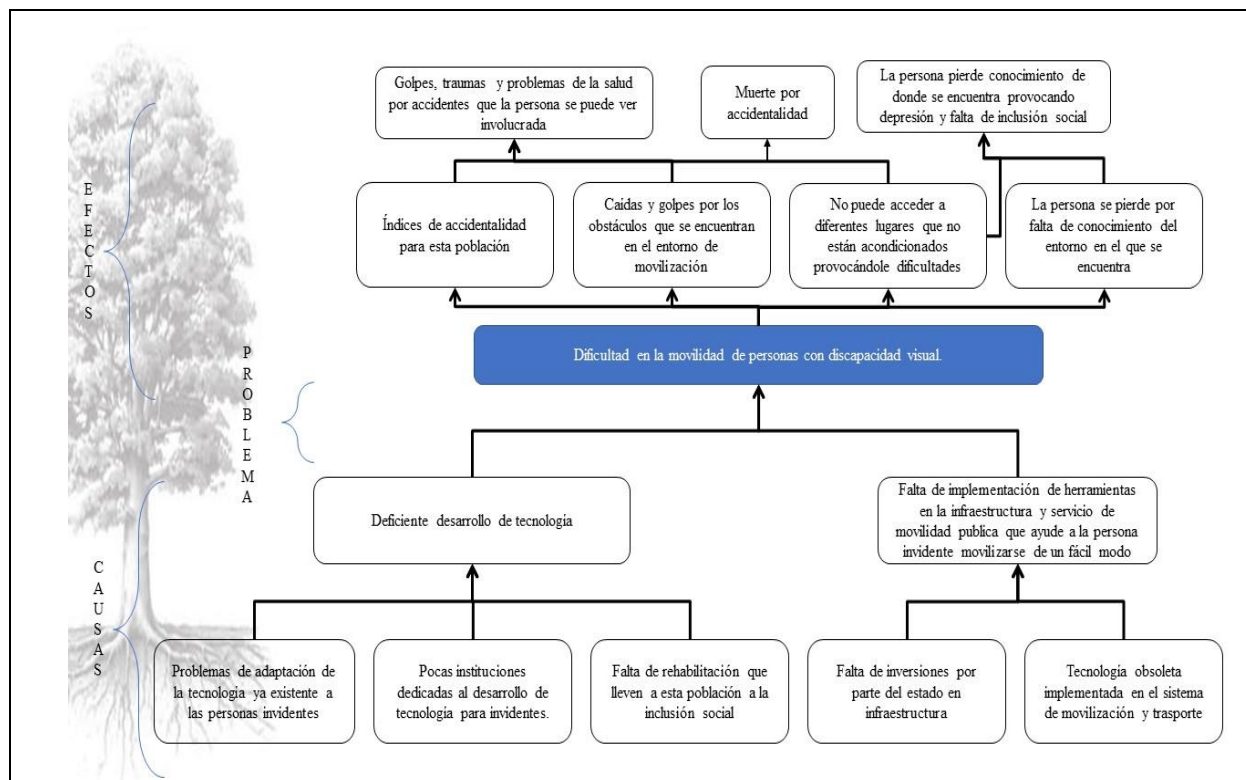 Golpes, traumas y problemas de la salud
por accidentes que la persona se puede ver
involucrada
Muerte por
accidentalidad
La persona pierde conocimiento de
donde se encuentra provocando
depresión y falta de inclusión social
EFECTOS
Índices de accidentalidad
para esta población
Caídas y golpes por los
obstáculos que se encuentran
en el entorno de
movilización
No puede acceder a
diferentes lugares que no
están acondicionados
provocándole dificultades
La persona se pierde por
falta de conocimiento del
entorno en el que se
encuentra
PROBLEMA
Dificultad en la movilidad de personas con discapacidad visual.
Deficiente desarrollo de tecnologia
Falta de implementación de herramientas
en la infraestructura y servicio de
movilidad publica que ayude a la persona
invidente movilizarse de un fácil modo
CAUSAS
Problemas de adaptación de
la tecnologia ya existente a
las personas invidentes
Pocas instituciones
dedicadas al desarrollo de
tecnologia para invidentes.
Falta de rehabilitación que
lleven a esta población a la
inclusión social
Falta de inversiones por
parte del estado en
infraestructura
Tecnología obsoleta
implementada en el sistema
de movilización y trasporte